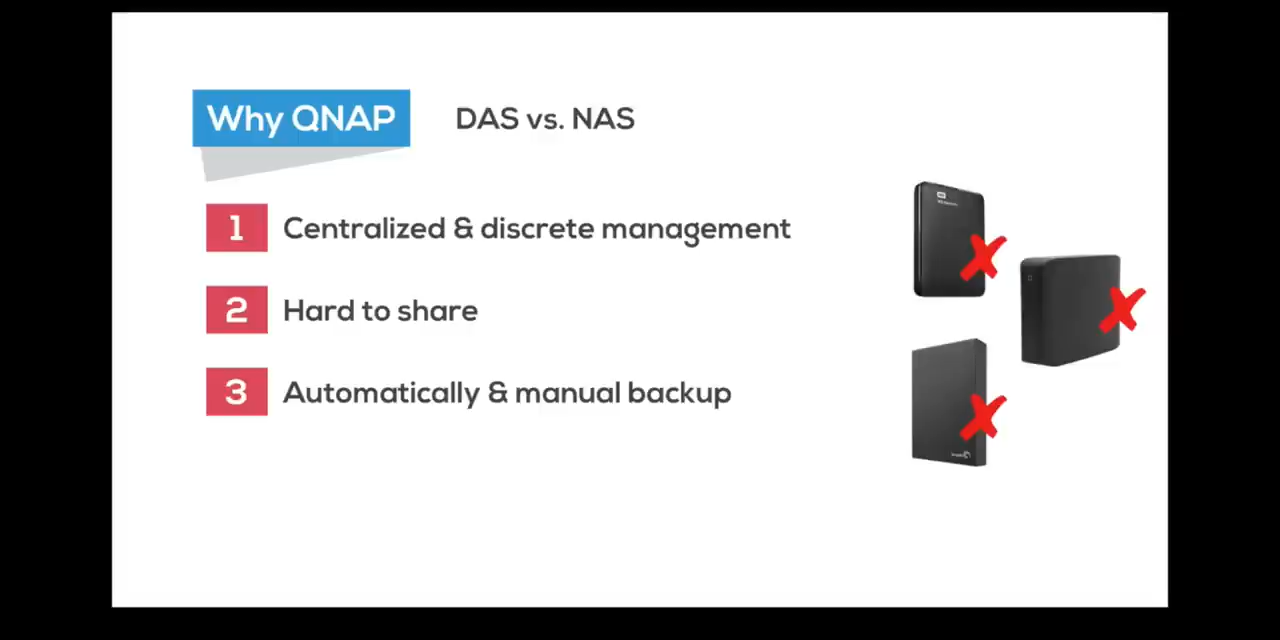 Why QNAP
DAS vs. NAS
1 Centralized & discrete management
2 Hard to share
3 Automatically & manual backup